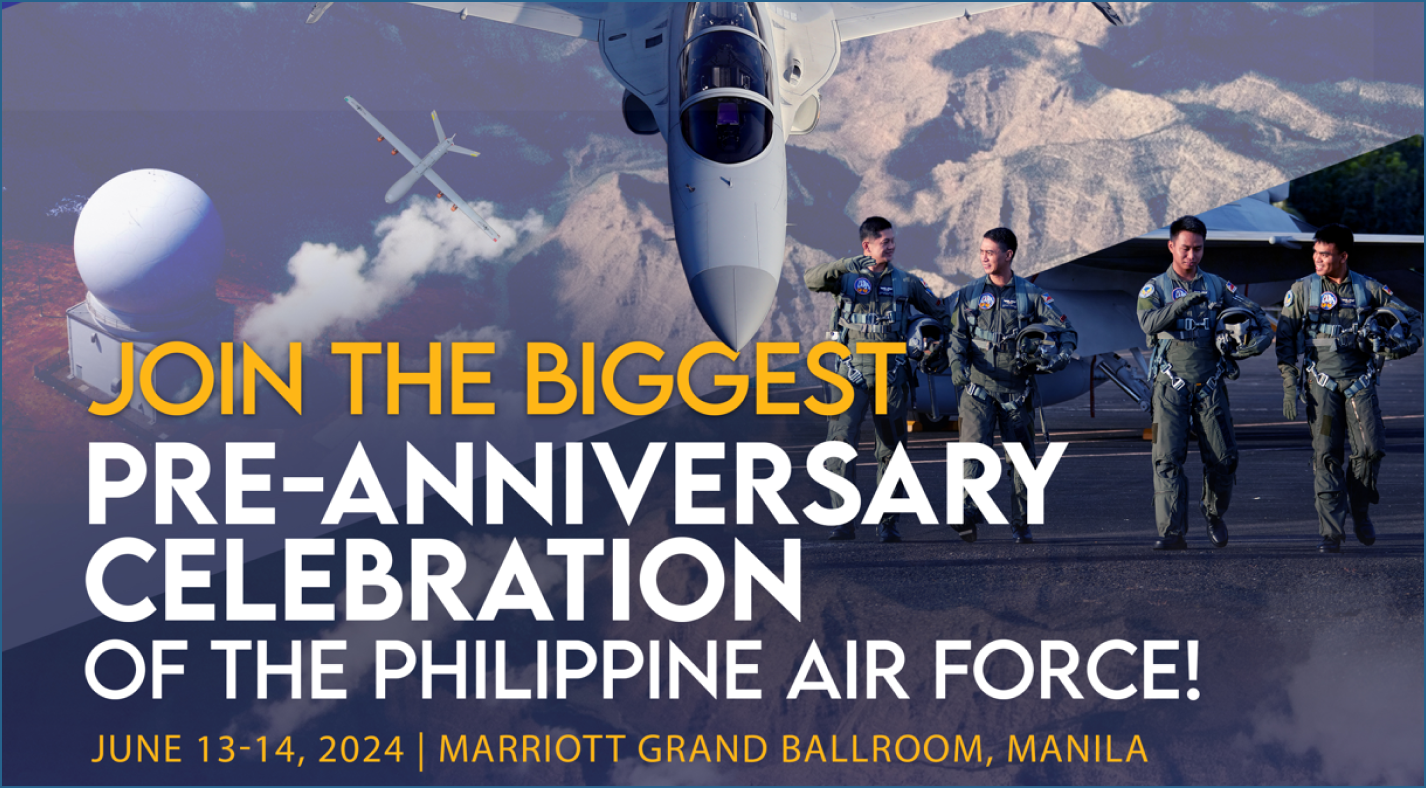 JOIN THE BIGGEST
PRE-ANNIVERSARY
CELEBRATION
OF THE PHILIPPINE AIR FORCE!
JUNE 13-14, 2024 | MARRIOTT GRAND BALLROOM, MANILA